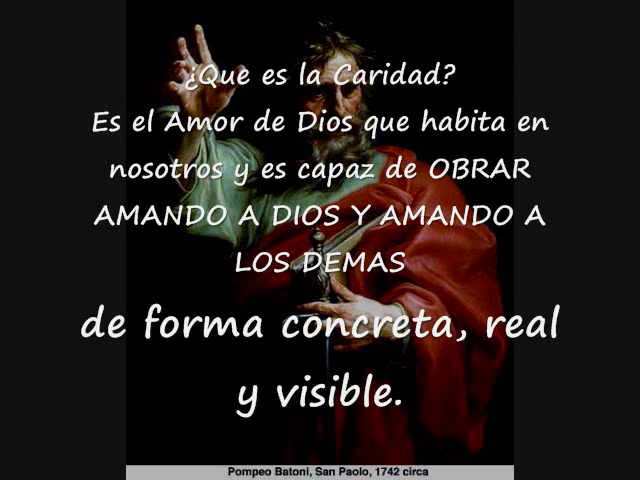 ¿Que es la Caridad?
Es el Amor de Dios que habita en
nosotros y es capaz de OBRAR
AMANDO A DIOS Y AMANDO A
LOS DEMAS
de forma concreta, real
y visible.
Pompeo Batoni, San Paolo, 1742 circa